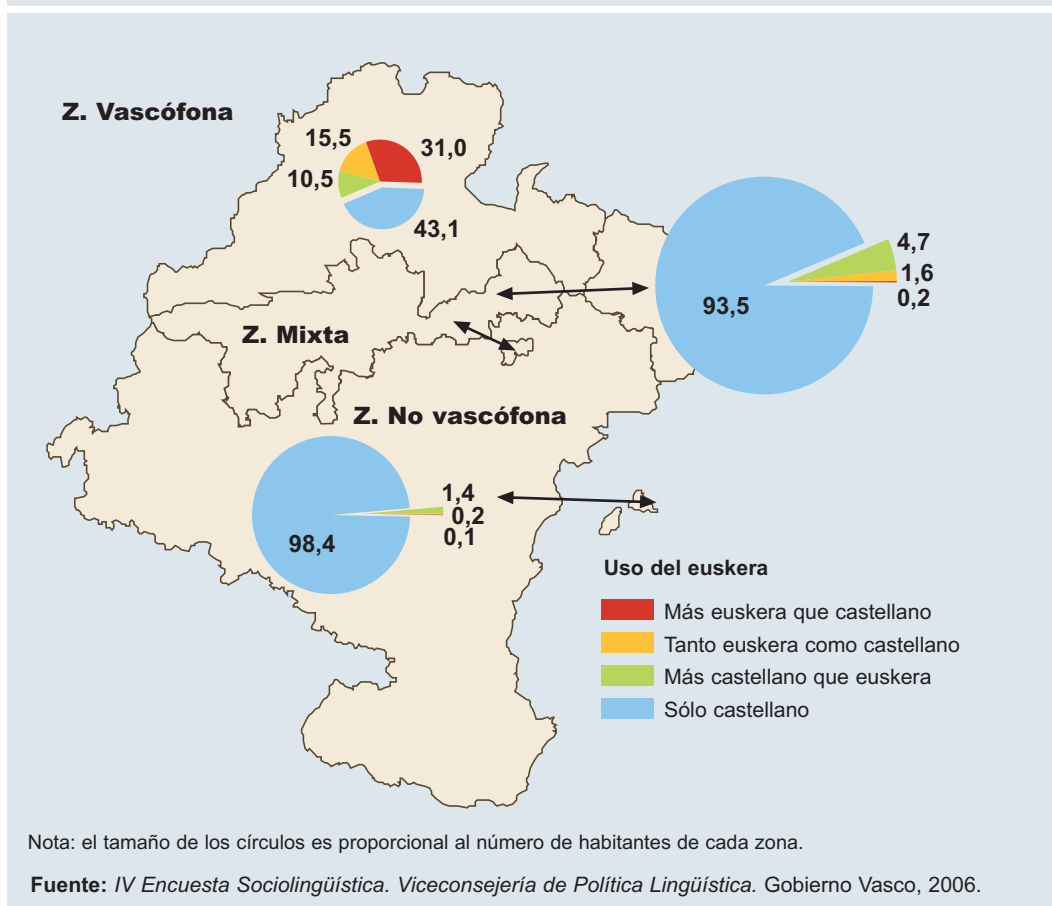 Z. Vascófona
15,5
31,0
10,5
43,1
4,7
1,6
0,2
93,5
Z. Mixta
Z. No vascófona
1,4
0,2
0,1
98,4
Uso del euskera
Más euskera que castellano
Tanto euskera como castellano
Más castellano que euskera
Sólo castellano
Nota: el tamaño de los círculos es proporcional al número de habitantes de cada zona.
Fuente: IV Encuesta Sociolingüística. Viceconsejería de Política Lingüística. Gobierno Vasco, 2006.